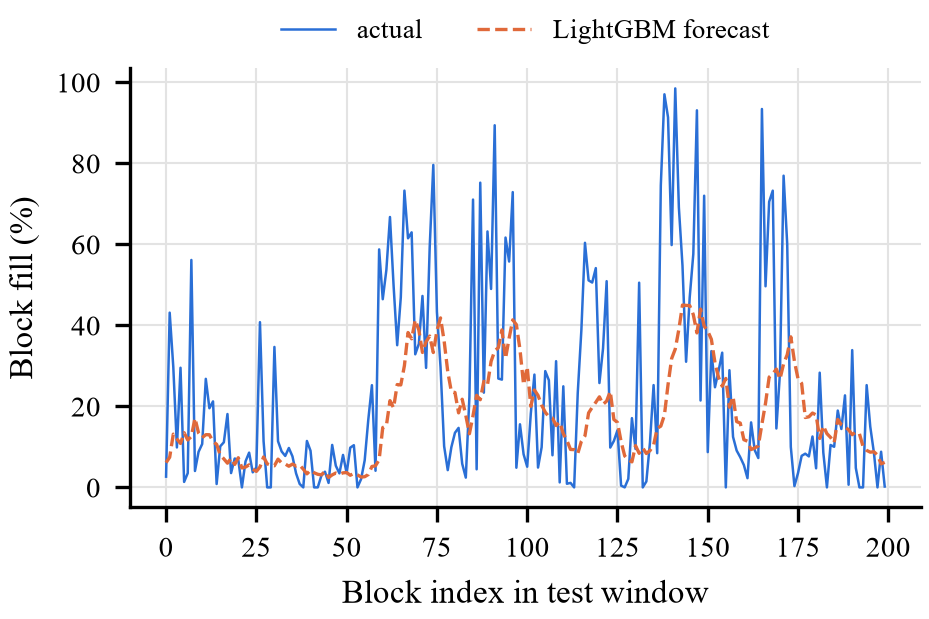 actual
LightGBM forecast
100
80
60
40
20
0
Block fill (%)
0 25 50 75 100 125 150 175 200
Block index in test window